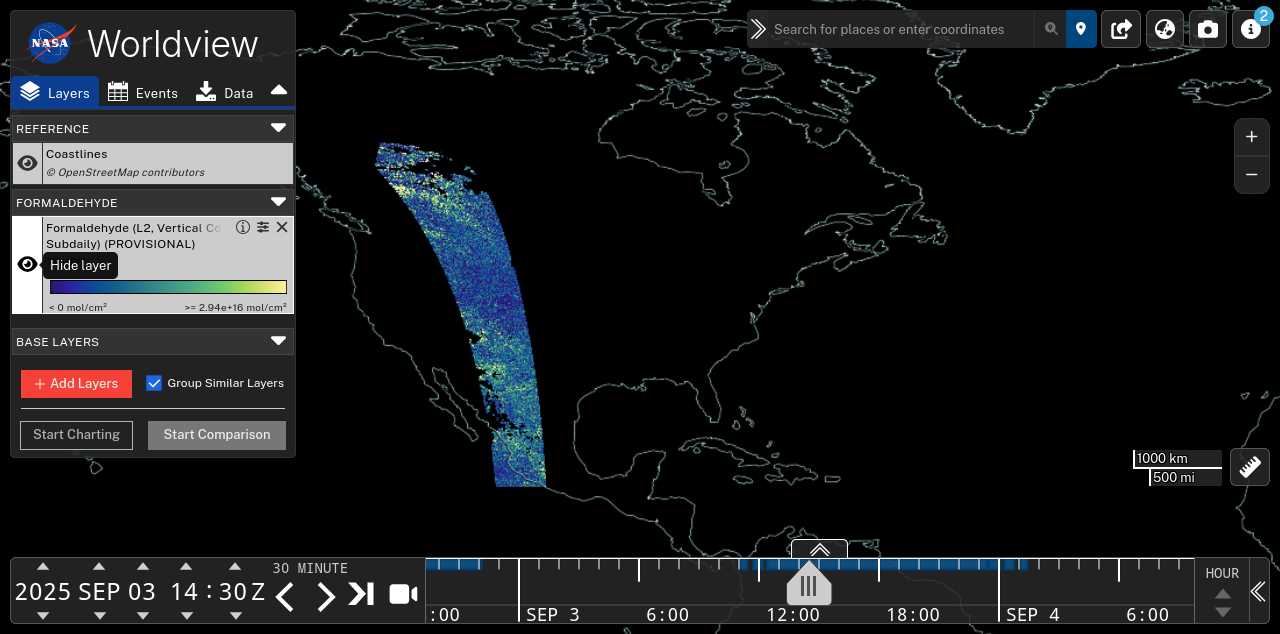 NASA Worldview
Search for places or enter coordinates
2
Layers Events Data
REFERENCE
Coastlines
© OpenStreetMap contributors
FORMALDEHYDE
Formaldehyde (L2, Vertical Co
Subdaily) (PROVISIONAL)
Hide layer
< 0 mol/cm² >= 2.94e+16 mol/cm²
BASE LAYERS
+ Add Layers Group Similar Layers
Start Charting Start Comparison
+
−
1000 km
500 mi
30 MINUTE
2025 SEP 03 14 : 30 Z
HOUR
:00 SEP 3 6:00 12:00 18:00 SEP 4 6:00